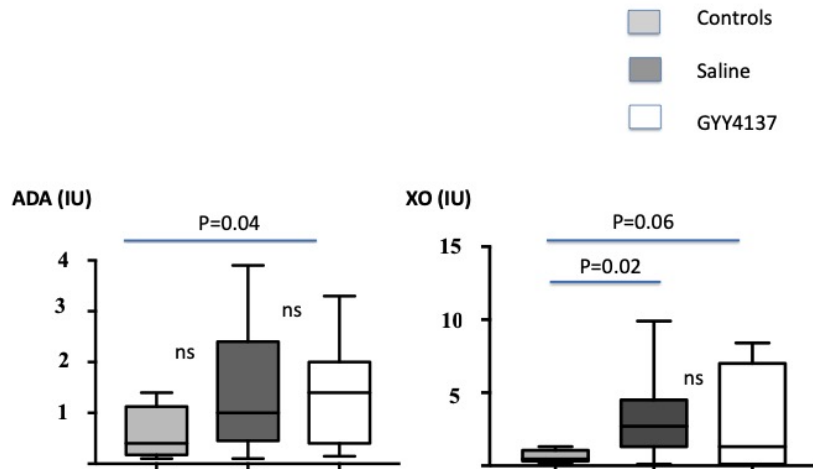 Controls
Saline
GYY4137
ADA (IU)
P=0.04
4
3
2
1
ns
ns
XO (IU)
P=0.06
P=0.02
15
10
5
ns